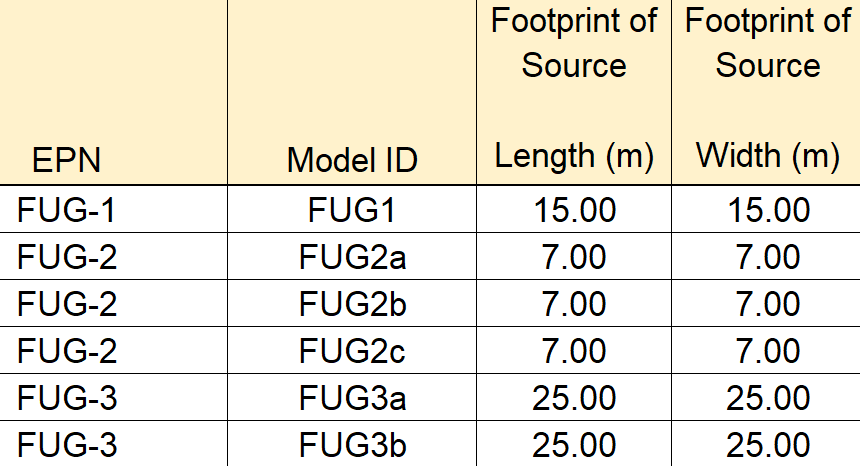 EPN Model ID Footprint of Source Length (m) Footprint of Source Width (m)
FUG-1 FUG1 15.00 15.00
FUG-2 FUG2a 7.00 7.00
FUG-2 FUG2b 7.00 7.00
FUG-2 FUG2c 7.00 7.00
FUG-3 FUG3a 25.00 25.00
FUG-3 FUG3b 25.00 25.00